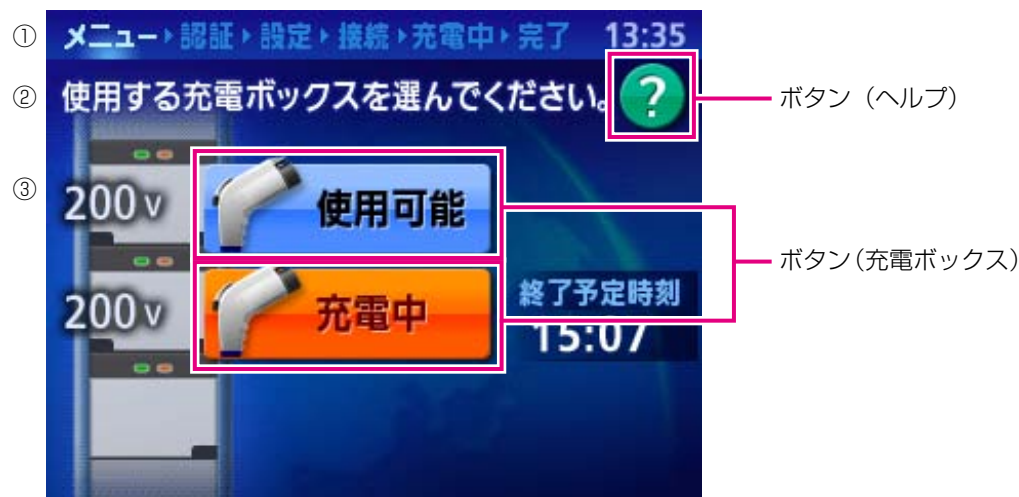 ① メニュー▶認証▶設定▶接続▶充電中▶完了 13:35
② 使用する充電ボックスを選んでください。 ? ボタン（ヘルプ）
③ 200V 使用可能
ボタン（充電ボックス）
200V 充電中 終了予定時刻
15:07